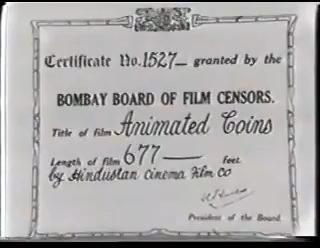 Certificate No. 1527_ granted by the
BOMBAY BOARD OF FILM CENSORS.
Title of film Animated Coins
Length of film 677 feet.
by Hindustan Cinema Film Co
President of the Board.